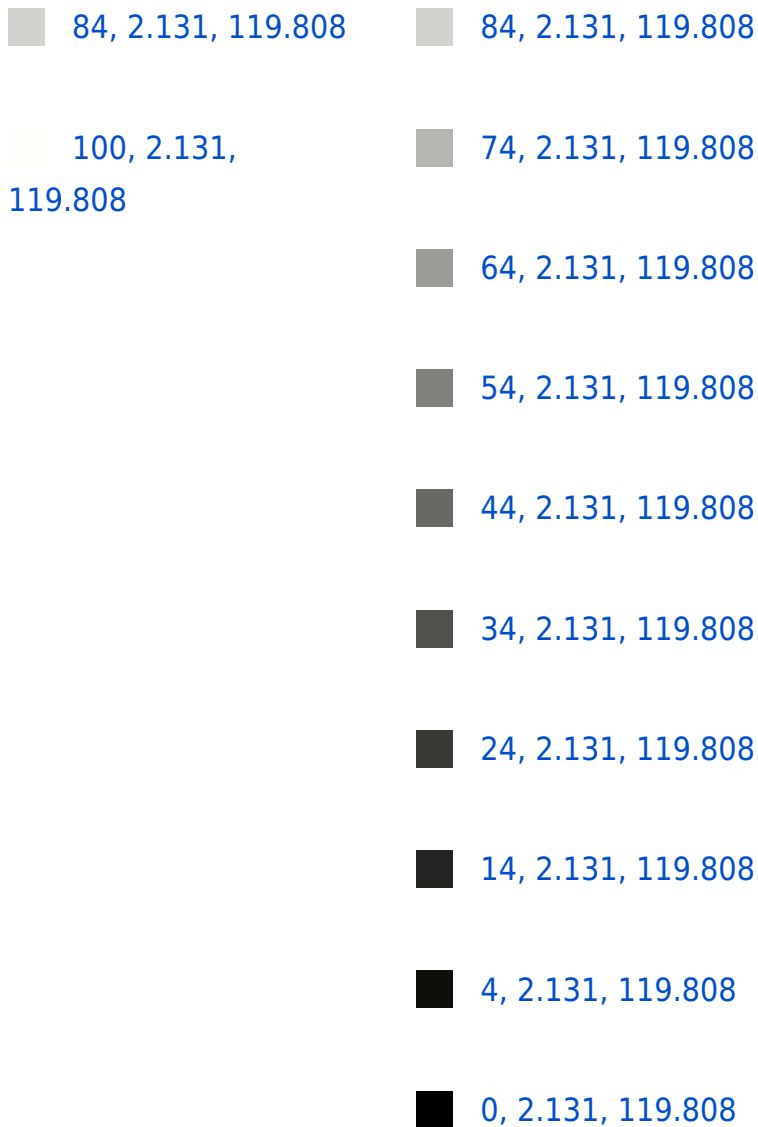 84, 2.131, 119.808
100, 2.131,
119.808
84, 2.131, 119.808
74, 2.131, 119.808
64, 2.131, 119.808
54, 2.131, 119.808
44, 2.131, 119.808
34, 2.131, 119.808
24, 2.131, 119.808
14, 2.131, 119.808
4, 2.131, 119.808
0, 2.131, 119.808